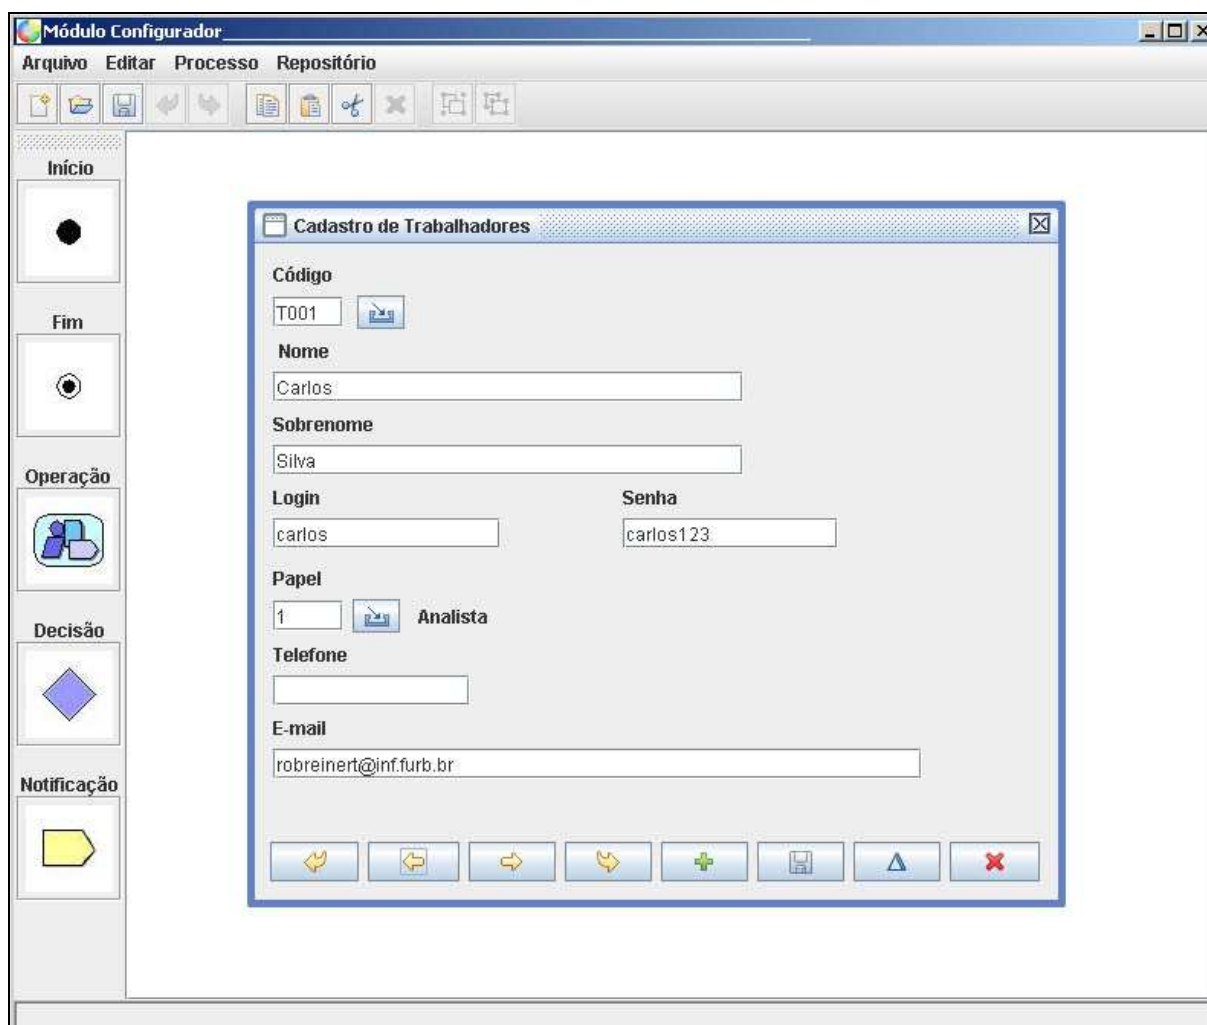 Módulo Configurador
Arquivo Editar Processo Repositório
Início
Fim
Operação
Decisão
Notificação
Cadastro de Trabalhadores
Código
T001
Nome
Carlos
Sobrenome
Silva
Login Senha
carlos carlos123
Papel
1 Analista
Telefone
E-mail
robreinert@inf.furb.br